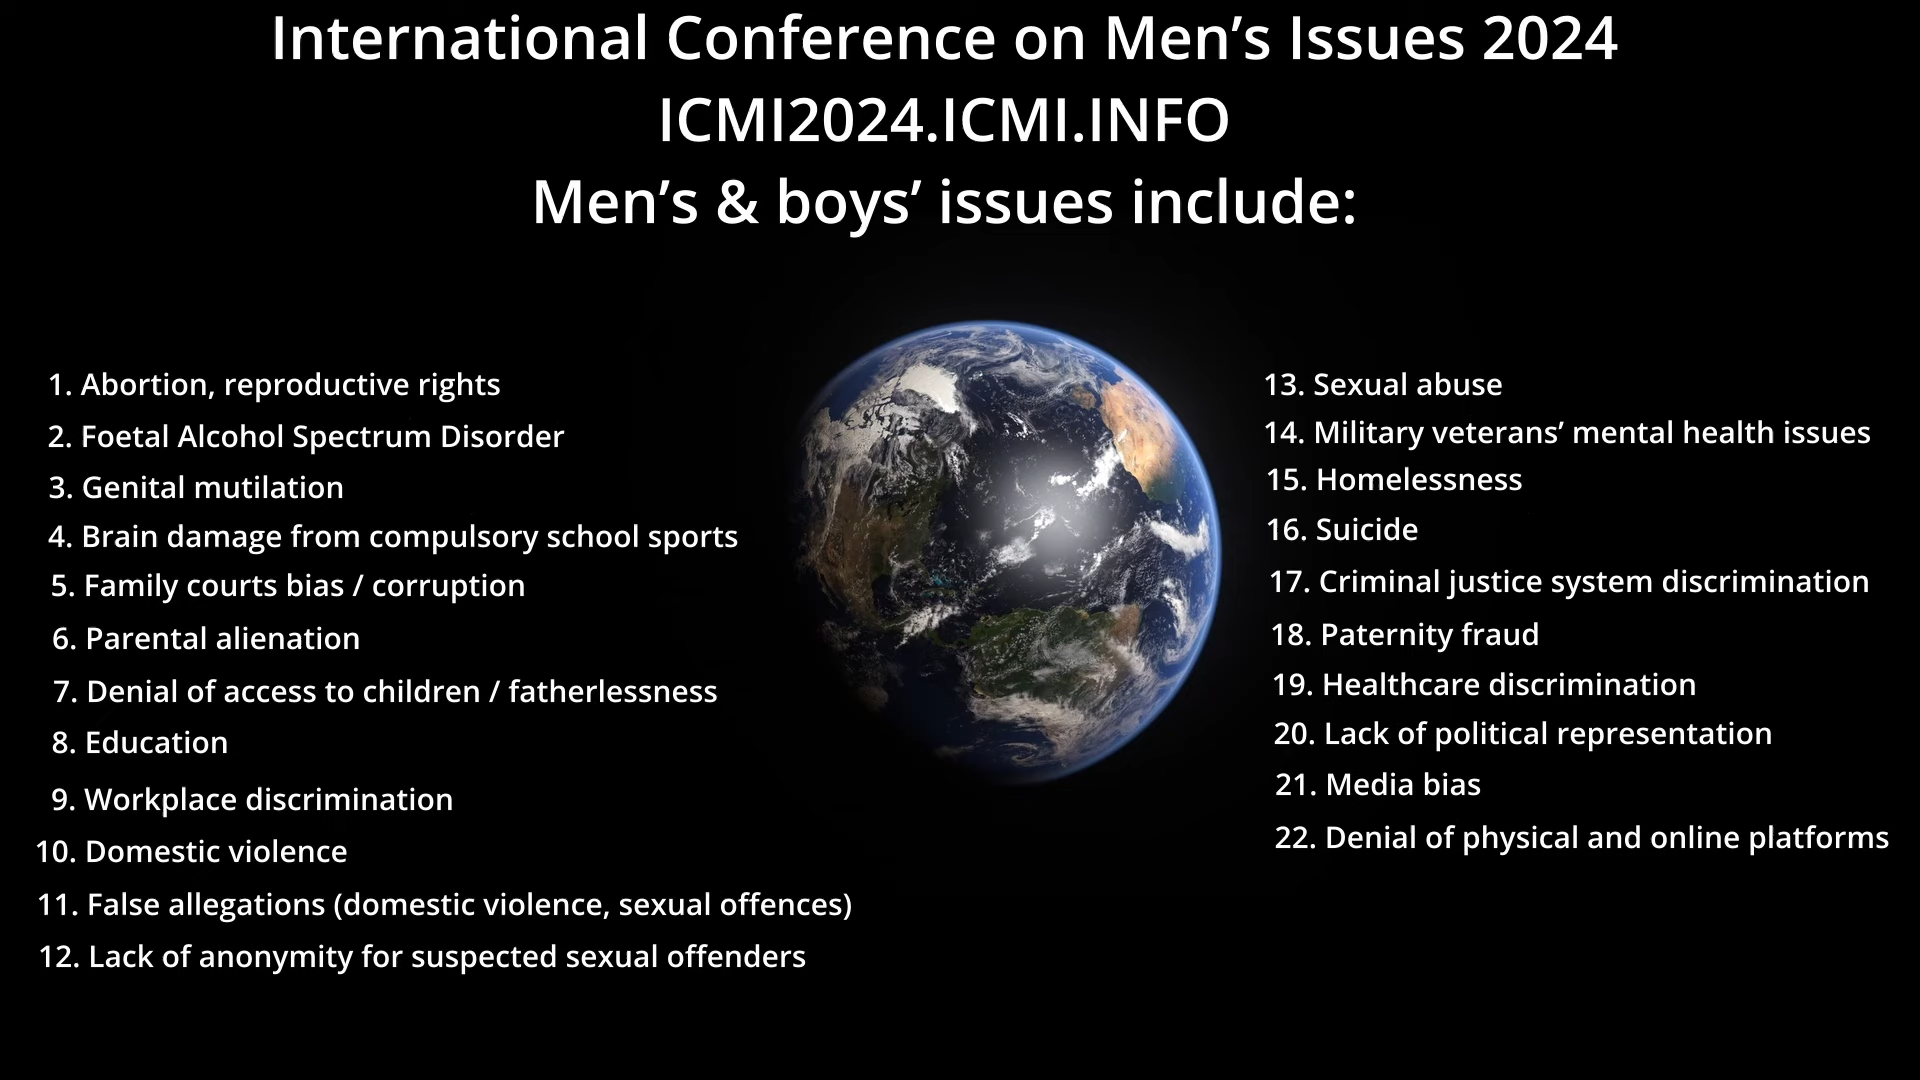 International Conference on Men’s Issues 2024
ICMI2024.ICMI.INFO
Men’s & boys’ issues include:
1. Abortion, reproductive rights
2. Foetal Alcohol Spectrum Disorder
3. Genital mutilation
4. Brain damage from compulsory school sports
5. Family courts bias / corruption
6. Parental alienation
7. Denial of access to children / fatherlessness
8. Education
9. Workplace discrimination
10. Domestic violence
11. False allegations (domestic violence, sexual offences)
12. Lack of anonymity for suspected sexual offenders
13. Sexual abuse
14. Military veterans’ mental health issues
15. Homelessness
16. Suicide
17. Criminal justice system discrimination
18. Paternity fraud
19. Healthcare discrimination
20. Lack of political representation
21. Media bias
22. Denial of physical and online platforms